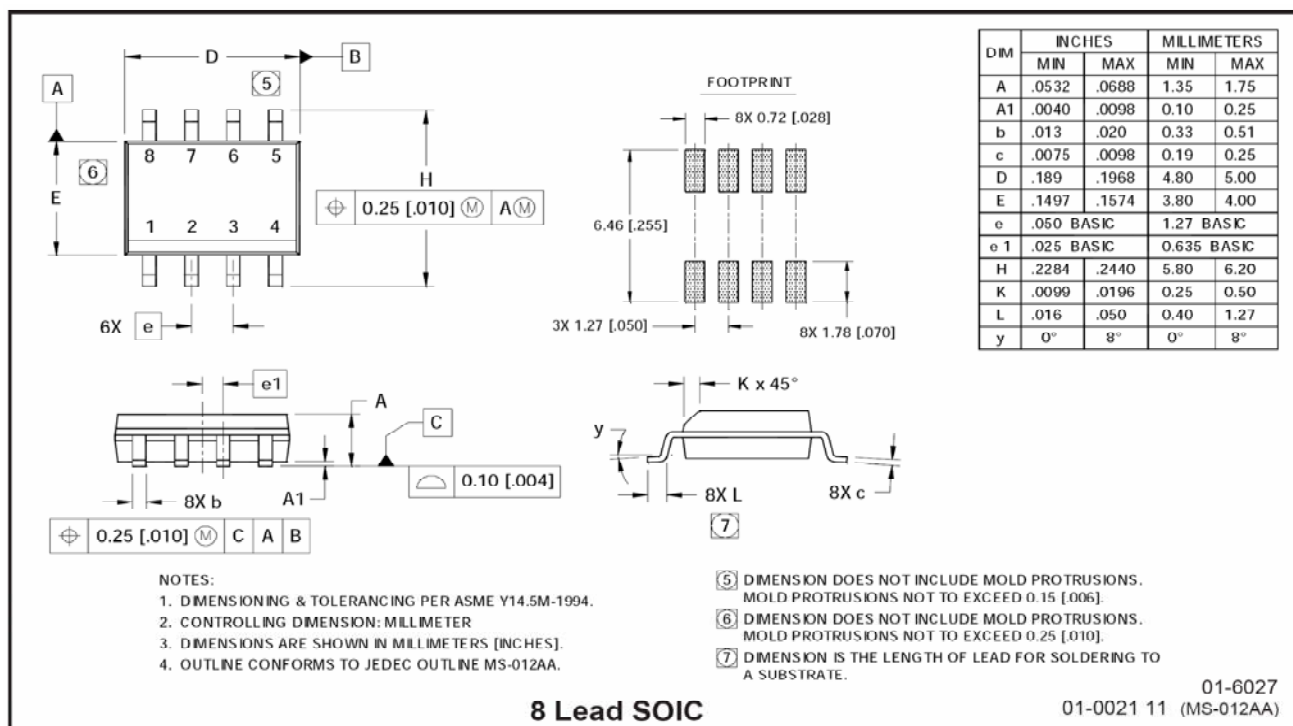 D
B
5
A
8 7 6 5
6
E
H
1 2 3 4
0.25 [.010] M A M
6X e
FOOTPRINT
8X 0.72 [.028]
6.46 [.255]
3X 1.27 [.050]
8X 1.78 [.070]
DIM INCHES MILLIMETERS
MIN MAX MIN MAX
A .0532 .0688 1.35 1.75
A1 .0040 .0098 0.10 0.25
b .013 .020 0.33 0.51
c .0075 .0098 0.19 0.25
D .189 .1968 4.80 5.00
E .1497 .1574 3.80 4.00
e .050 BASIC 1.27 BASIC
e 1 .025 BASIC 0.635 BASIC
H .2284 .2440 5.80 6.20
K .0099 .0196 0.25 0.50
L .016 .050 0.40 1.27
y 0° 8° 0° 8°
e1
A
C
0.10 [.004]
A1
8X b
0.25 [.010] M C A B
K x 45°
y
8X L
8X c
7
NOTES:
1. DIMENSIONING & TOLERANCING PER ASME Y14.5M-1994.
2. CONTROLLING DIMENSION: MILLIMETER
3. DIMENSIONS ARE SHOWN IN MILLIMETERS [INCHES].
4. OUTLINE CONFORMS TO JEDEC OUTLINE MS-012AA.
5 DIMENSION DOES NOT INCLUDE MOLD PROTRUSIONS.
MOLD PROTRUSIONS NOT TO EXCEED 0.15 [.006].
6 DIMENSION DOES NOT INCLUDE MOLD PROTRUSIONS.
MOLD PROTRUSIONS NOT TO EXCEED 0.25 [.010].
7 DIMENSION IS THE LENGTH OF LEAD FOR SOLDERING TO
A SUBSTRATE.
8 Lead SOIC
01-6027
01-0021 11 (MS-012AA)